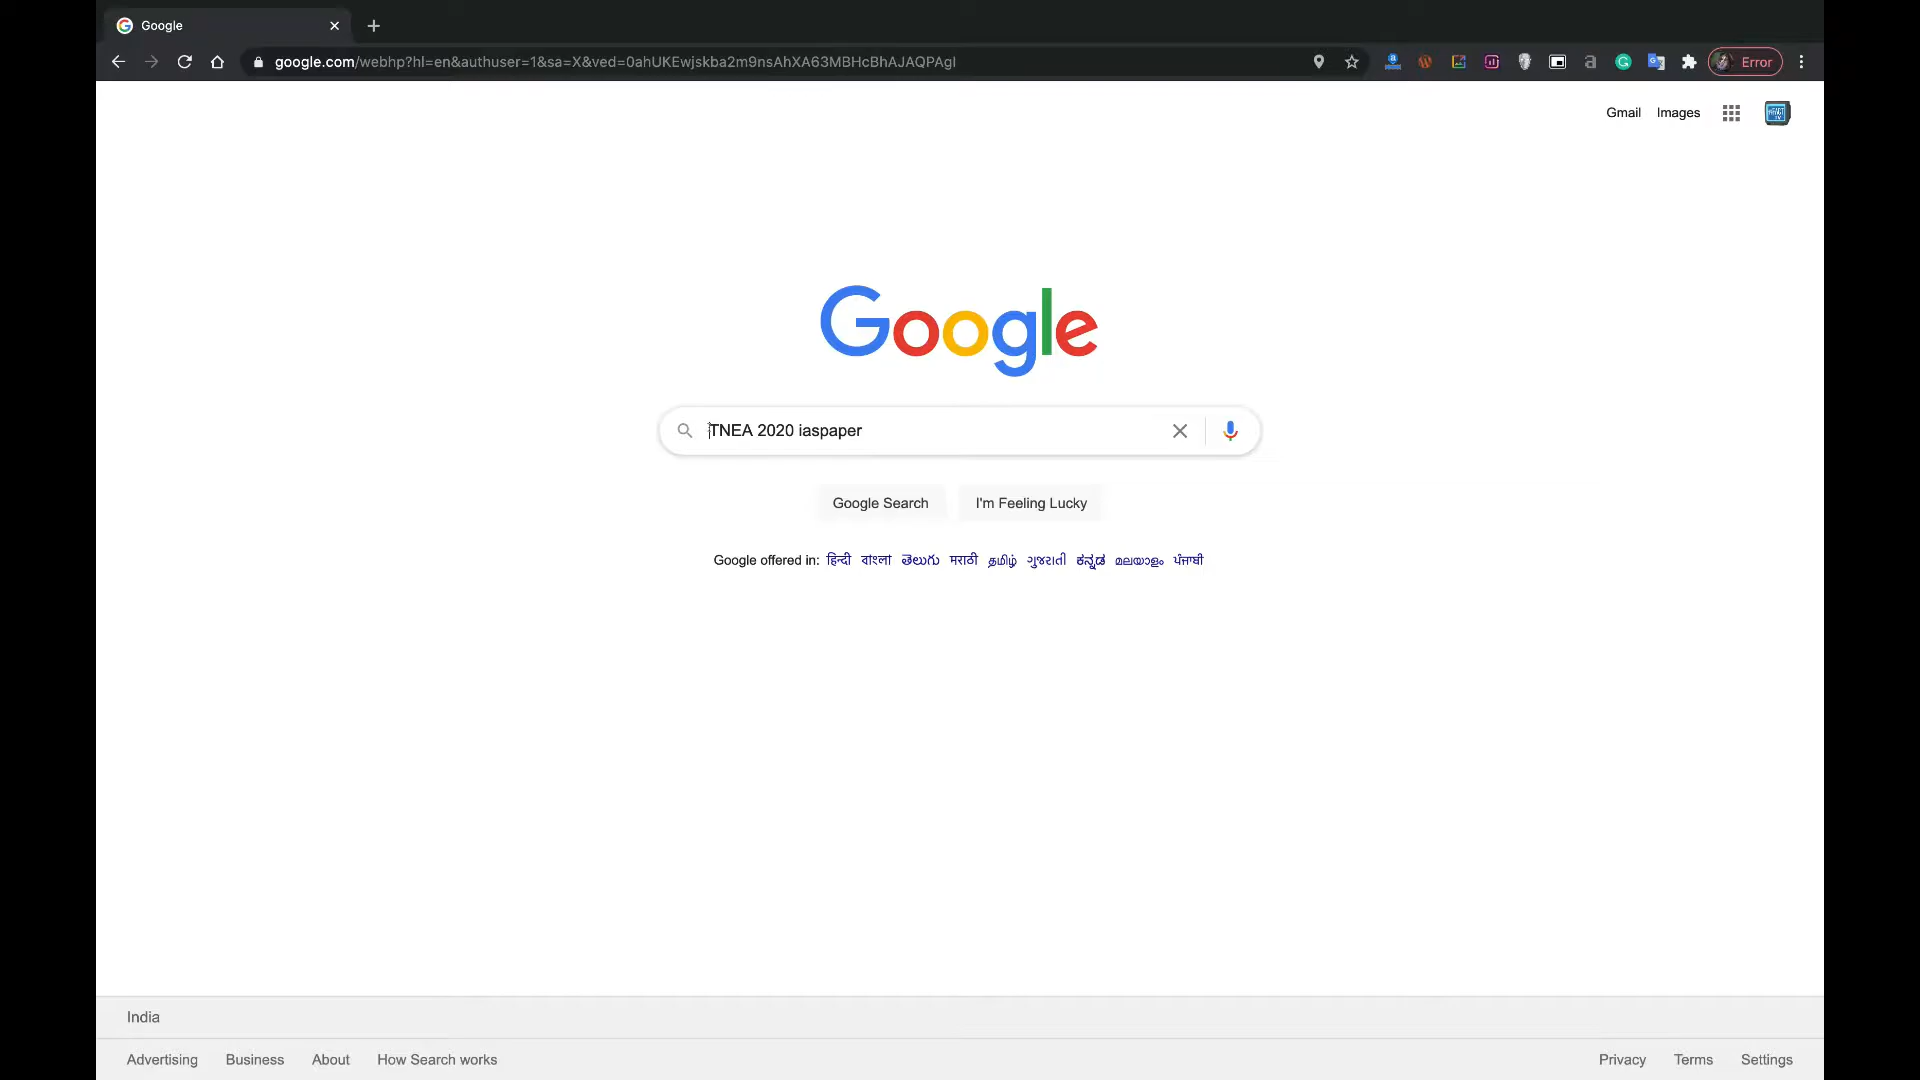 Google
google.com/webhp?hl=en&authuser=1&sa=X&ved=0ahUKEwjskba2m9nsAhXA63MBHcBhAJAQPAgI
Error
Gmail Images
Google
TNEA 2020 iaspaper
Google Search I'm Feeling Lucky
Google offered in: हिन्दी বাংলা తెలుగు मराठी தமிழ் ગુજરાતી ಕನ್ನಡ മലയാളം ਪੰਜਾਬੀ
India
Advertising Business About How Search works Privacy Terms Settings